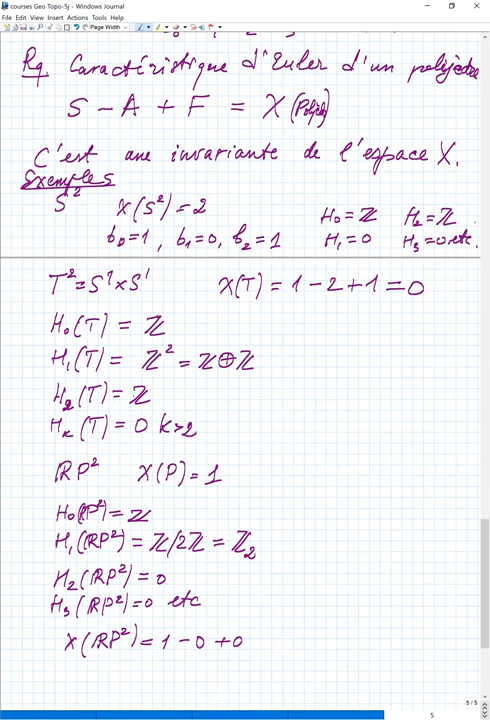 courses Geo Topo-5j - Windows Journal
File Edit View Insert Actions Tools Help
Page Width
Rq. Caractéristique d'Euler d'un polyèdre
S - A + F = χ(Polyèdre)
C'est une invariante de l'espace X.
Exemples
S² χ(S²) = 2 H₀ = ℤ H₂ = ℤ
b₀=1, b₁=0, b₂=1 H₁ = 0 H₃ = 0 etc.
T² = S¹ × S¹ χ(T) = 1 - 2 + 1 = 0
H₀(T) = ℤ
H₁(T) = ℤ² = ℤ⊕ℤ
H₂(T) = ℤ
Hₖ(T) = 0 k>2
ℝP² χ(P) = 1
H₀(ℝP²) = ℤ
H₁(ℝP²) = ℤ/2ℤ = ℤ₂
H₂(ℝP²) = 0
H₃(ℝP²) = 0 etc
χ(ℝP²) = 1 - 0 + 0
5 / 5
5